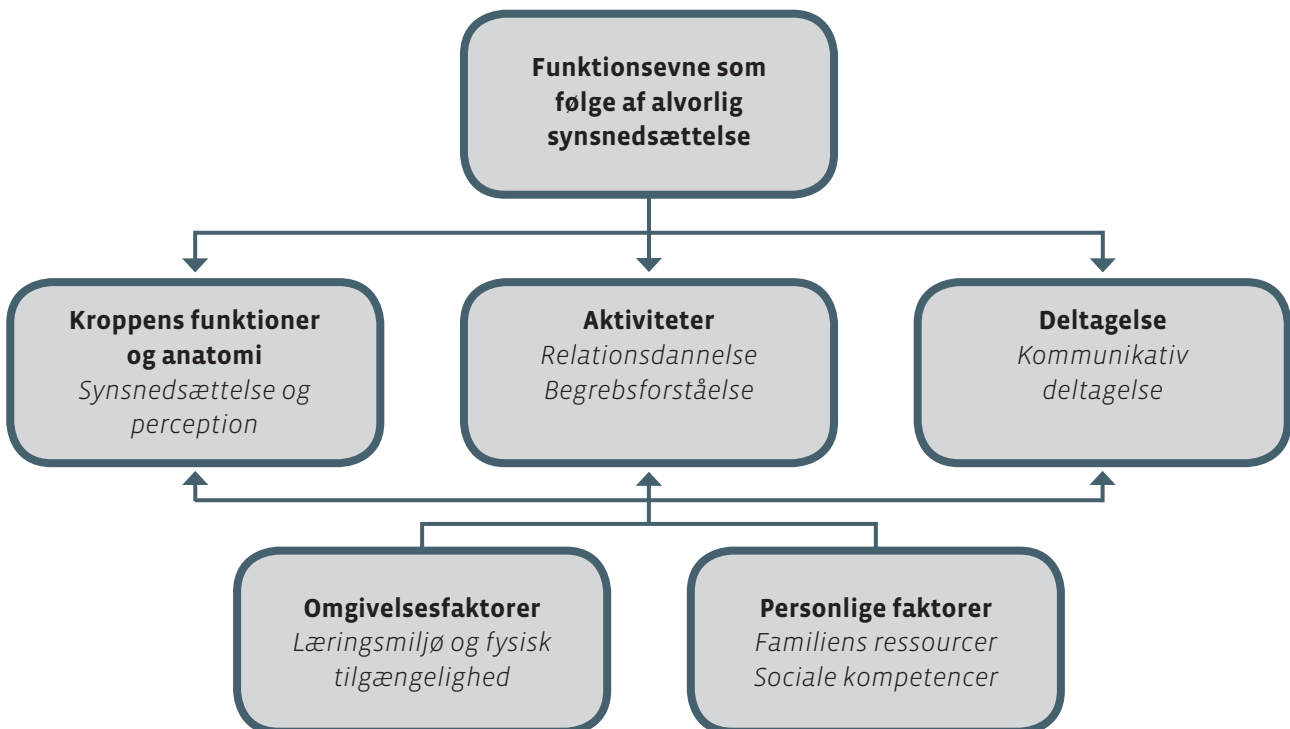 Funktionsevne som
følge af alvorlig
synsnedsættelse
Kroppens funktioner
og anatomi
Synsnedsættelse og
perception
Aktiviteter
Relationsdannelse
Begrebsforståelse
Deltagelse
Kommunikativ
deltagelse
Omgivelsesfaktorer
Læringsmiljø og fysisk
tilgængelighed
Personlige faktorer
Familiens ressourcer
Sociale kompetencer